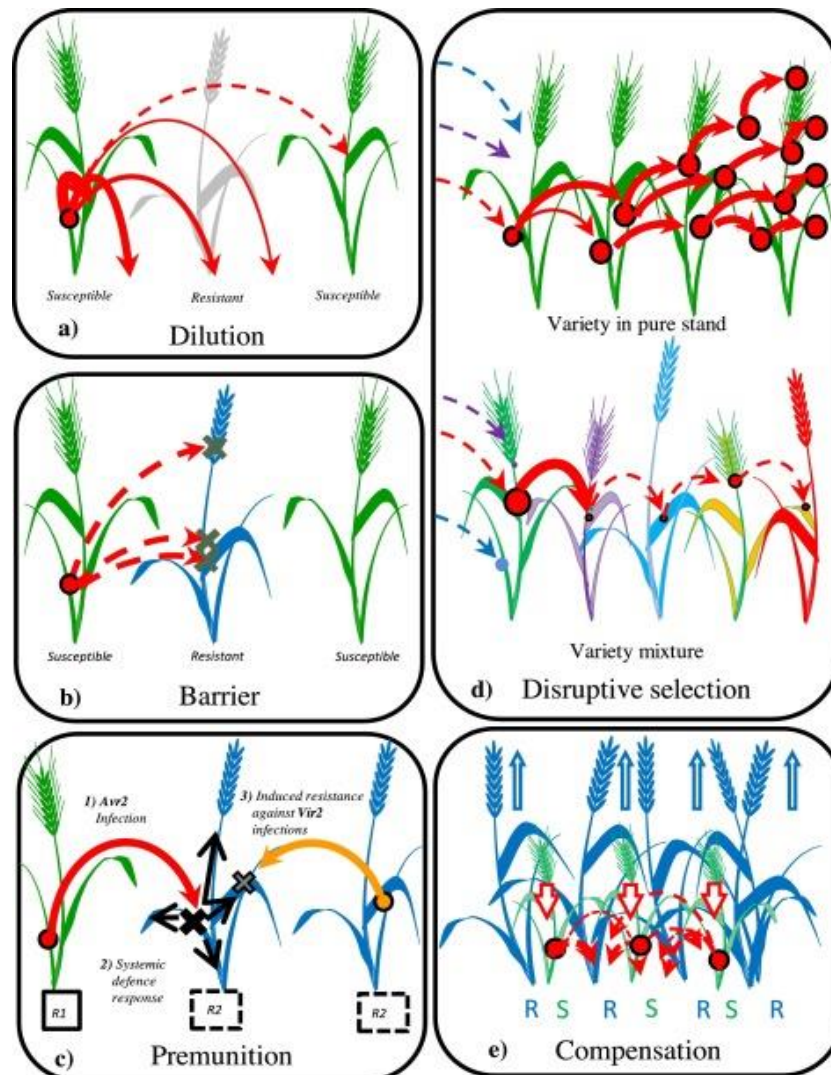 Susceptible Resistant Susceptible
a) Dilution
Susceptible Resistant Susceptible
b) Barrier
1) Avr2
Infection
3) Induced resistance
against Vir2
infections
2) Systemic
defence
response
R1 R2 R2
c) Premunition
Variety in pure stand
Variety mixture
d) Disruptive selection
R S R S R S R
e) Compensation